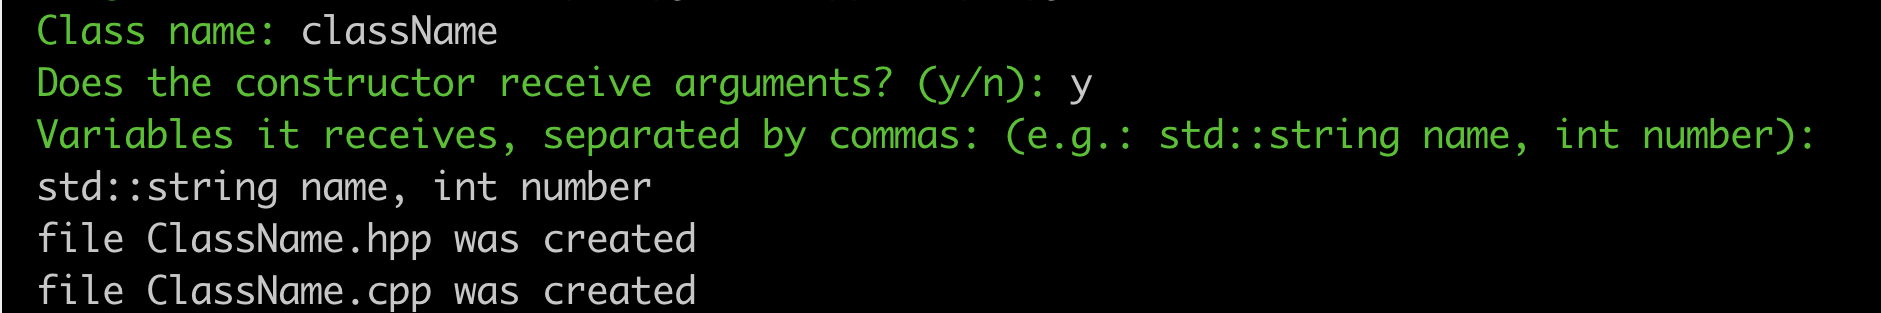 Class name: className
Does the constructor receive arguments? (y/n): y
Variables it receives, separated by commas: (e.g.: std::string name, int number):
std::string name, int number
file ClassName.hpp was created
file ClassName.cpp was created